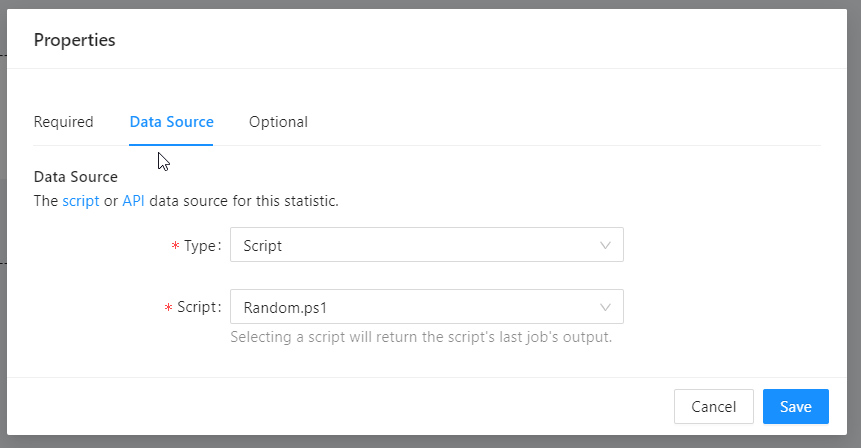 Properties
Required Data Source Optional
Data Source
The script or API data source for this statistic.
* Type: Script
* Script: Random.ps1
Selecting a script will return the script's last job's output.
Cancel Save